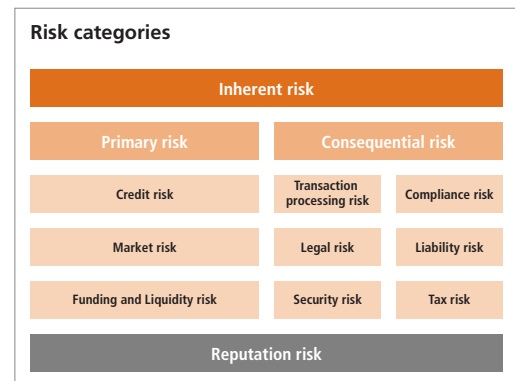 Risk categories
Inherent risk
Primary risk
Consequential risk
Credit risk
Transaction
processing risk
Compliance risk
Market risk
Legal risk
Liability risk
Funding and Liquidity risk
Security risk
Tax risk
Reputation risk